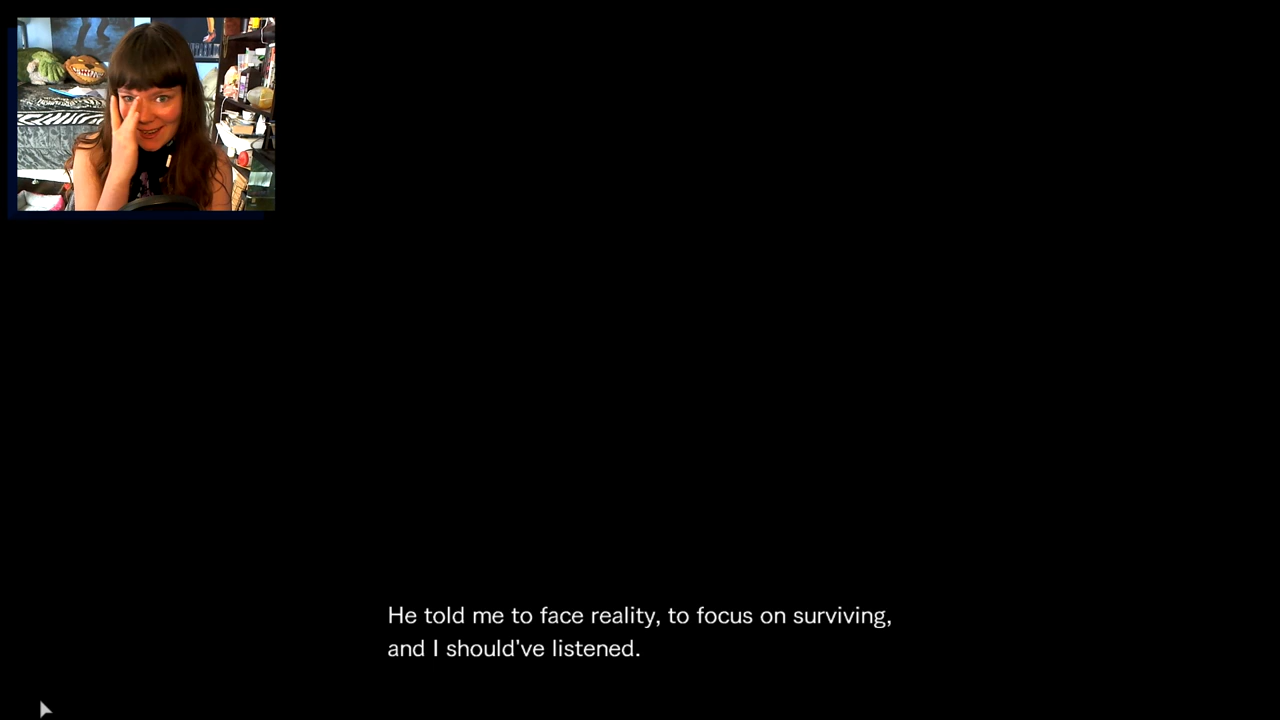 He told me to face reality, to focus on surviving,
and I should've listened.